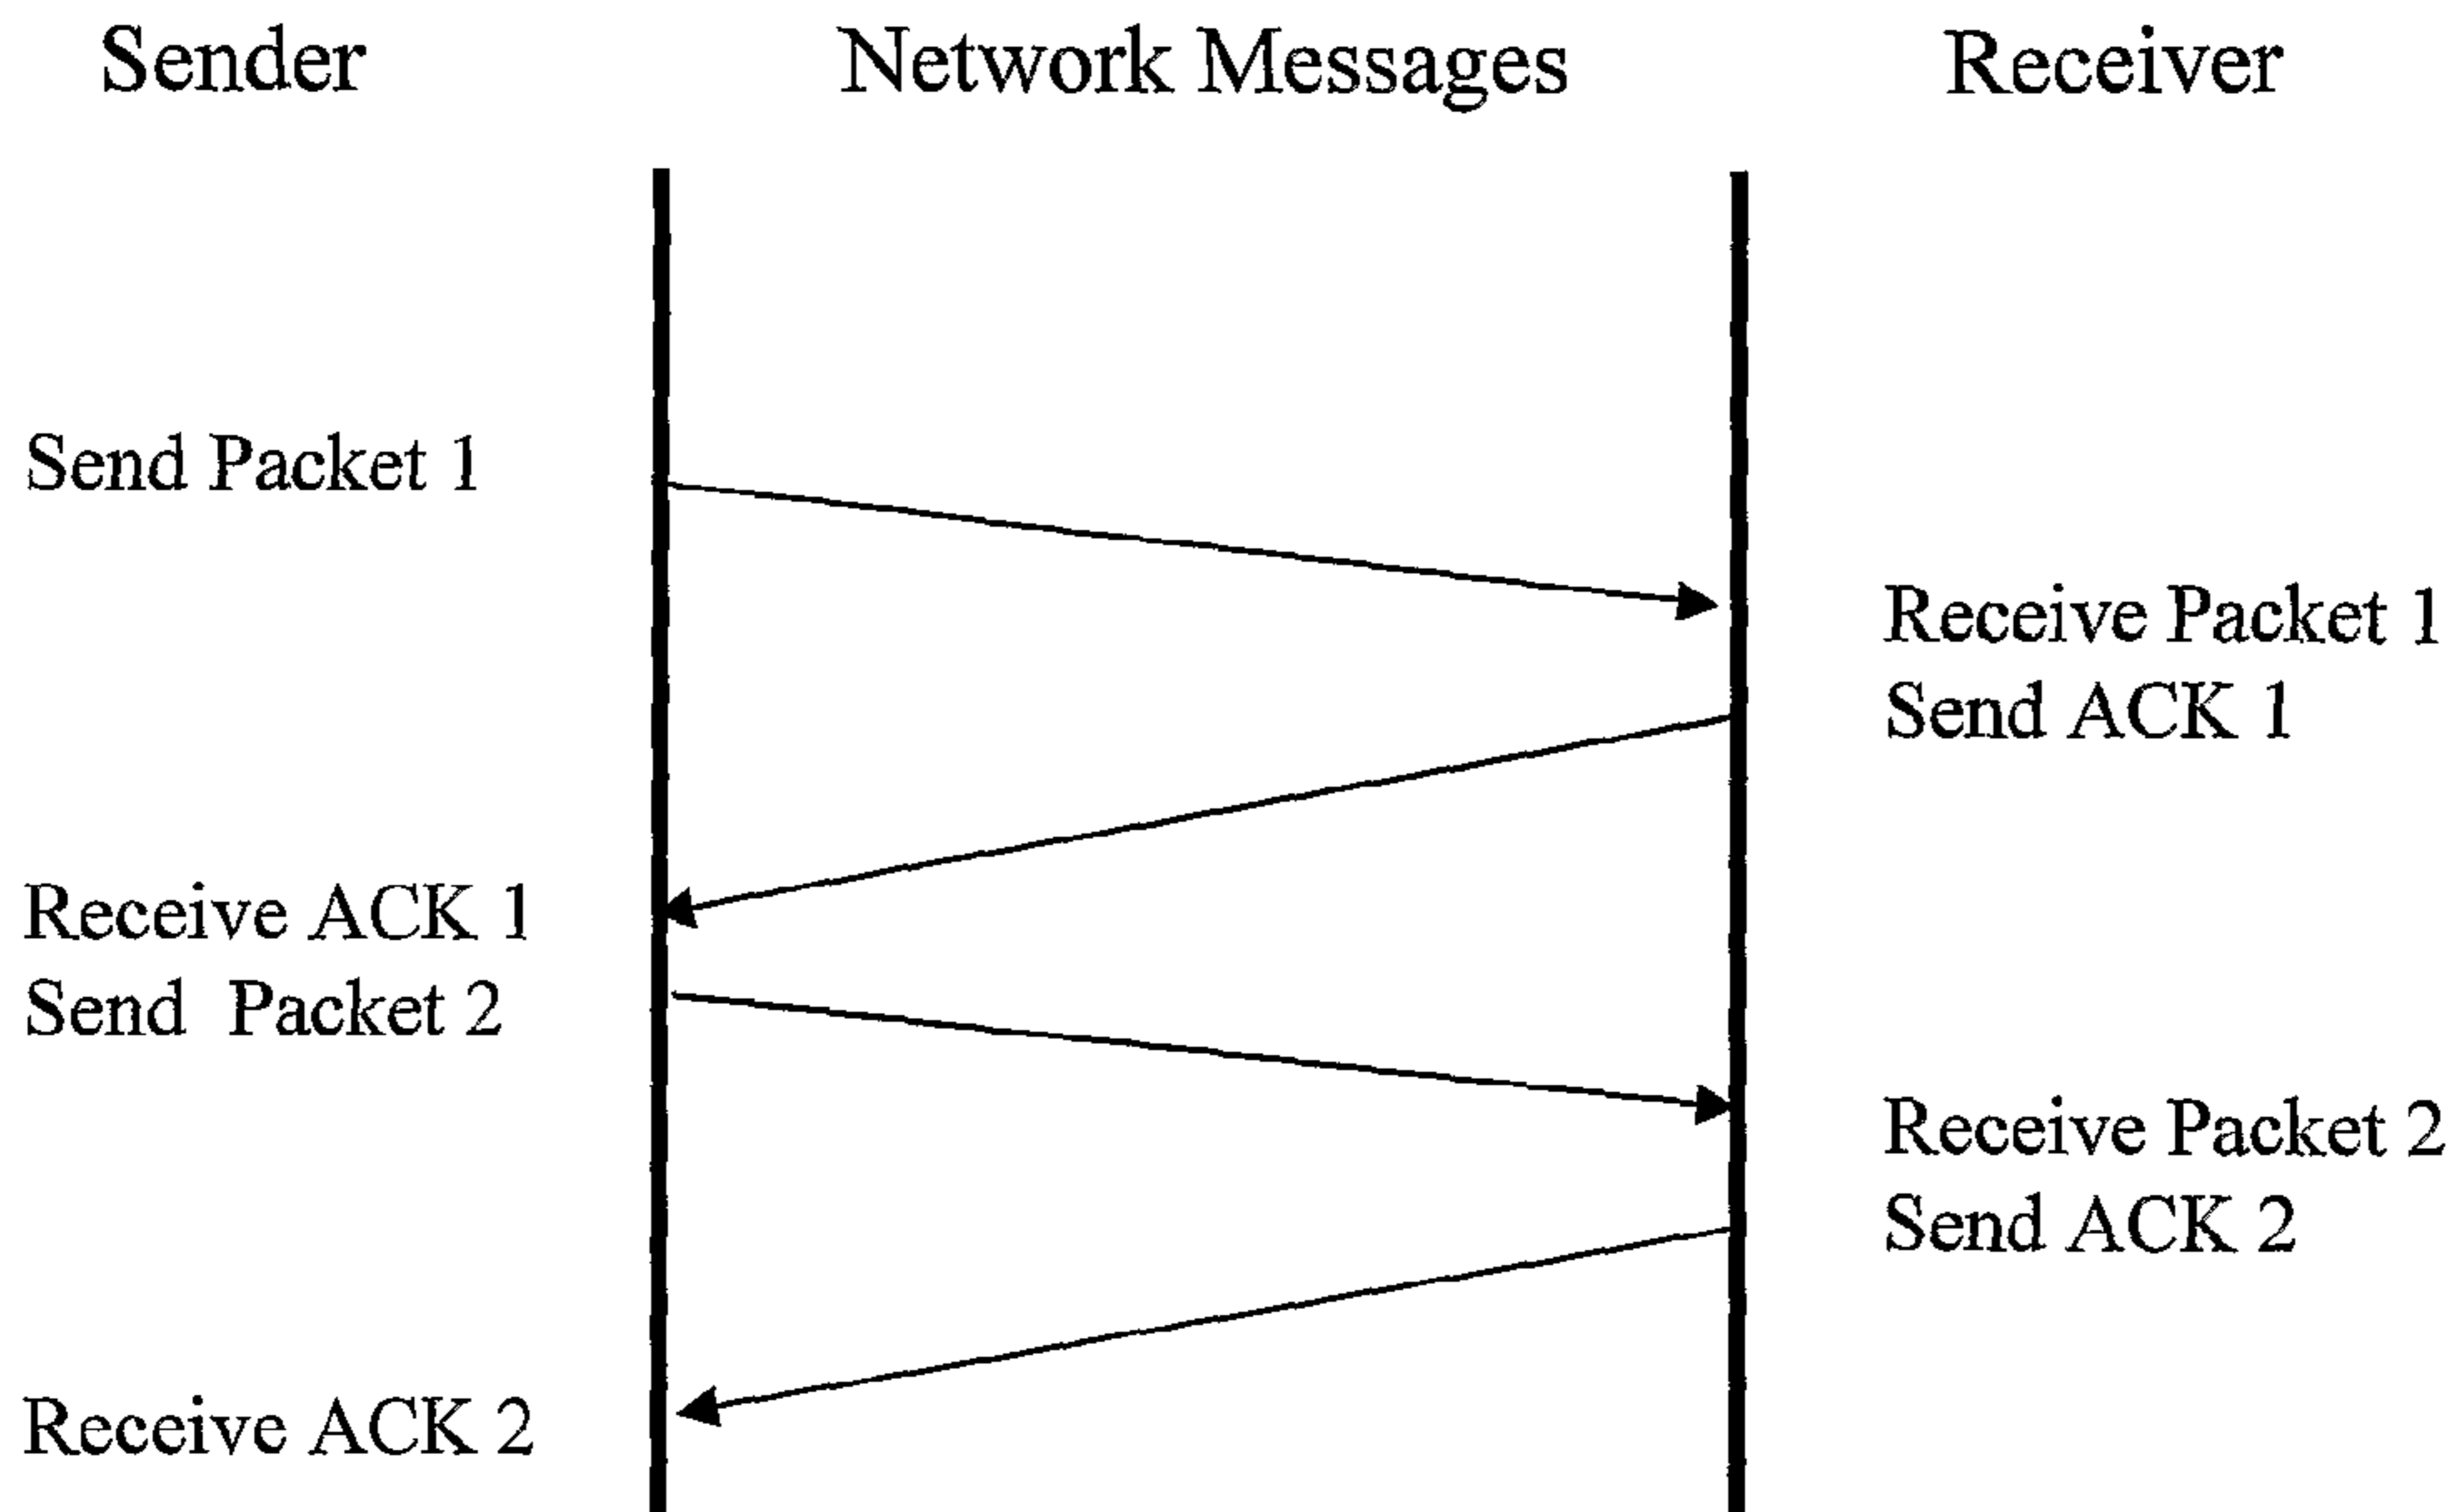 Sender
Network Messages
Receiver
Send Packet 1
Receive Packet 1
Send ACK 1
Receive ACK 1
Send Packet 2
Receive Packet 2
Send ACK 2
Receive ACK 2